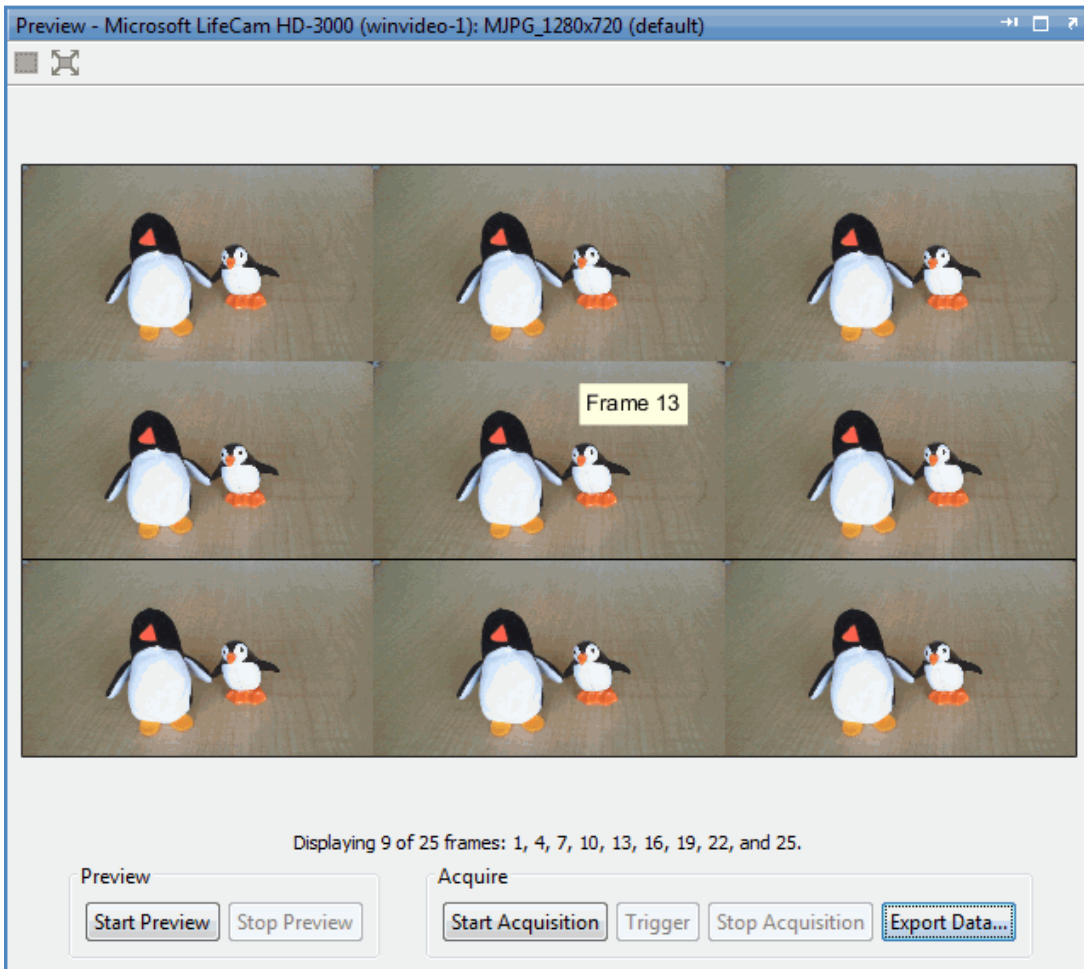 Preview - Microsoft LifeCam HD-3000 (winvideo-1): MJPG_1280x720 (default)
Frame 13
Displaying 9 of 25 frames: 1, 4, 7, 10, 13, 16, 19, 22, and 25.
Preview
Acquire
Start Preview
Stop Preview
Start Acquisition
Trigger
Stop Acquisition
Export Data...